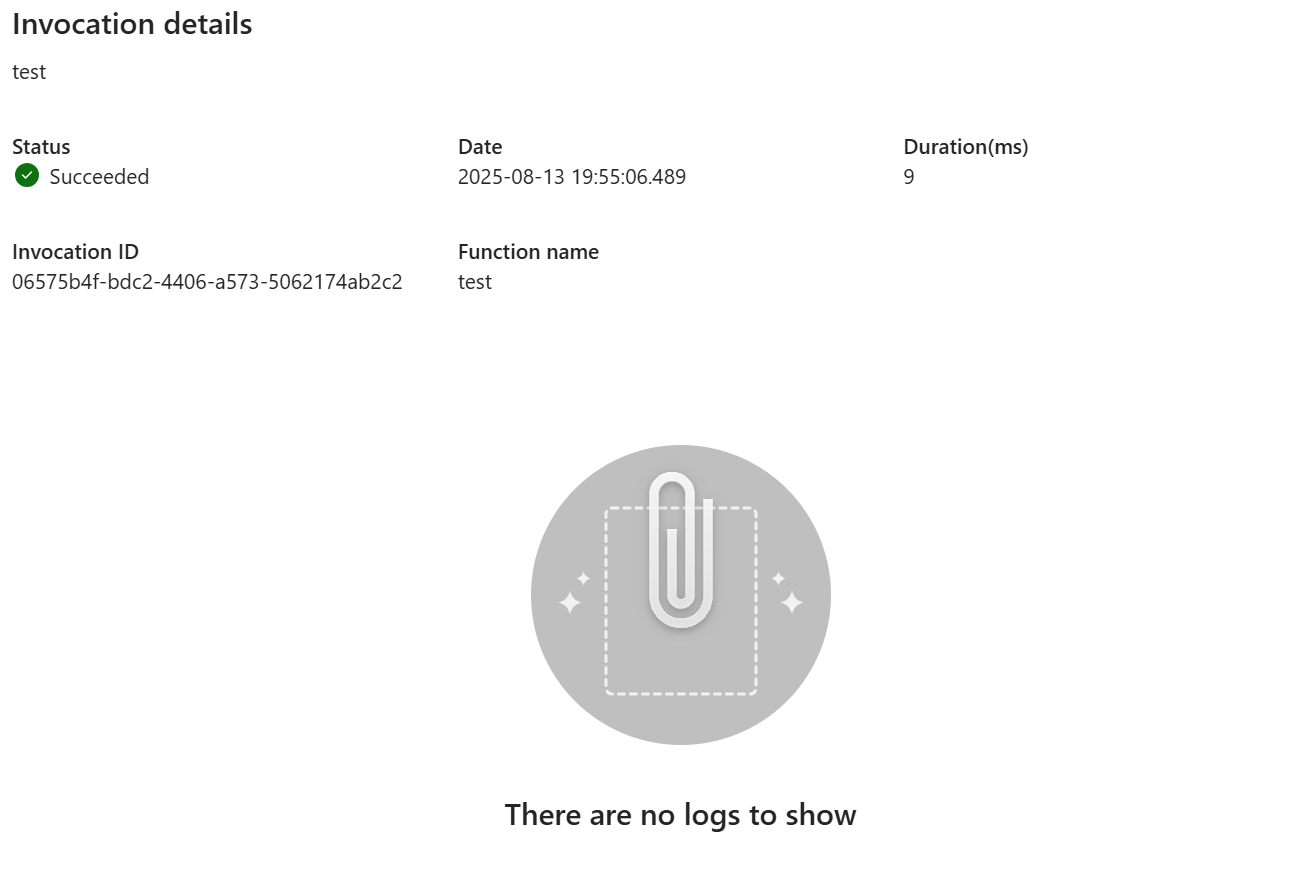 Invocation details
test
Status
Succeeded
Date
2025-08-13 19:55:06.489
Duration(ms)
9
Invocation ID
06575b4f-bdc2-4406-a573-5062174ab2c2
Function name
test
There are no logs to show